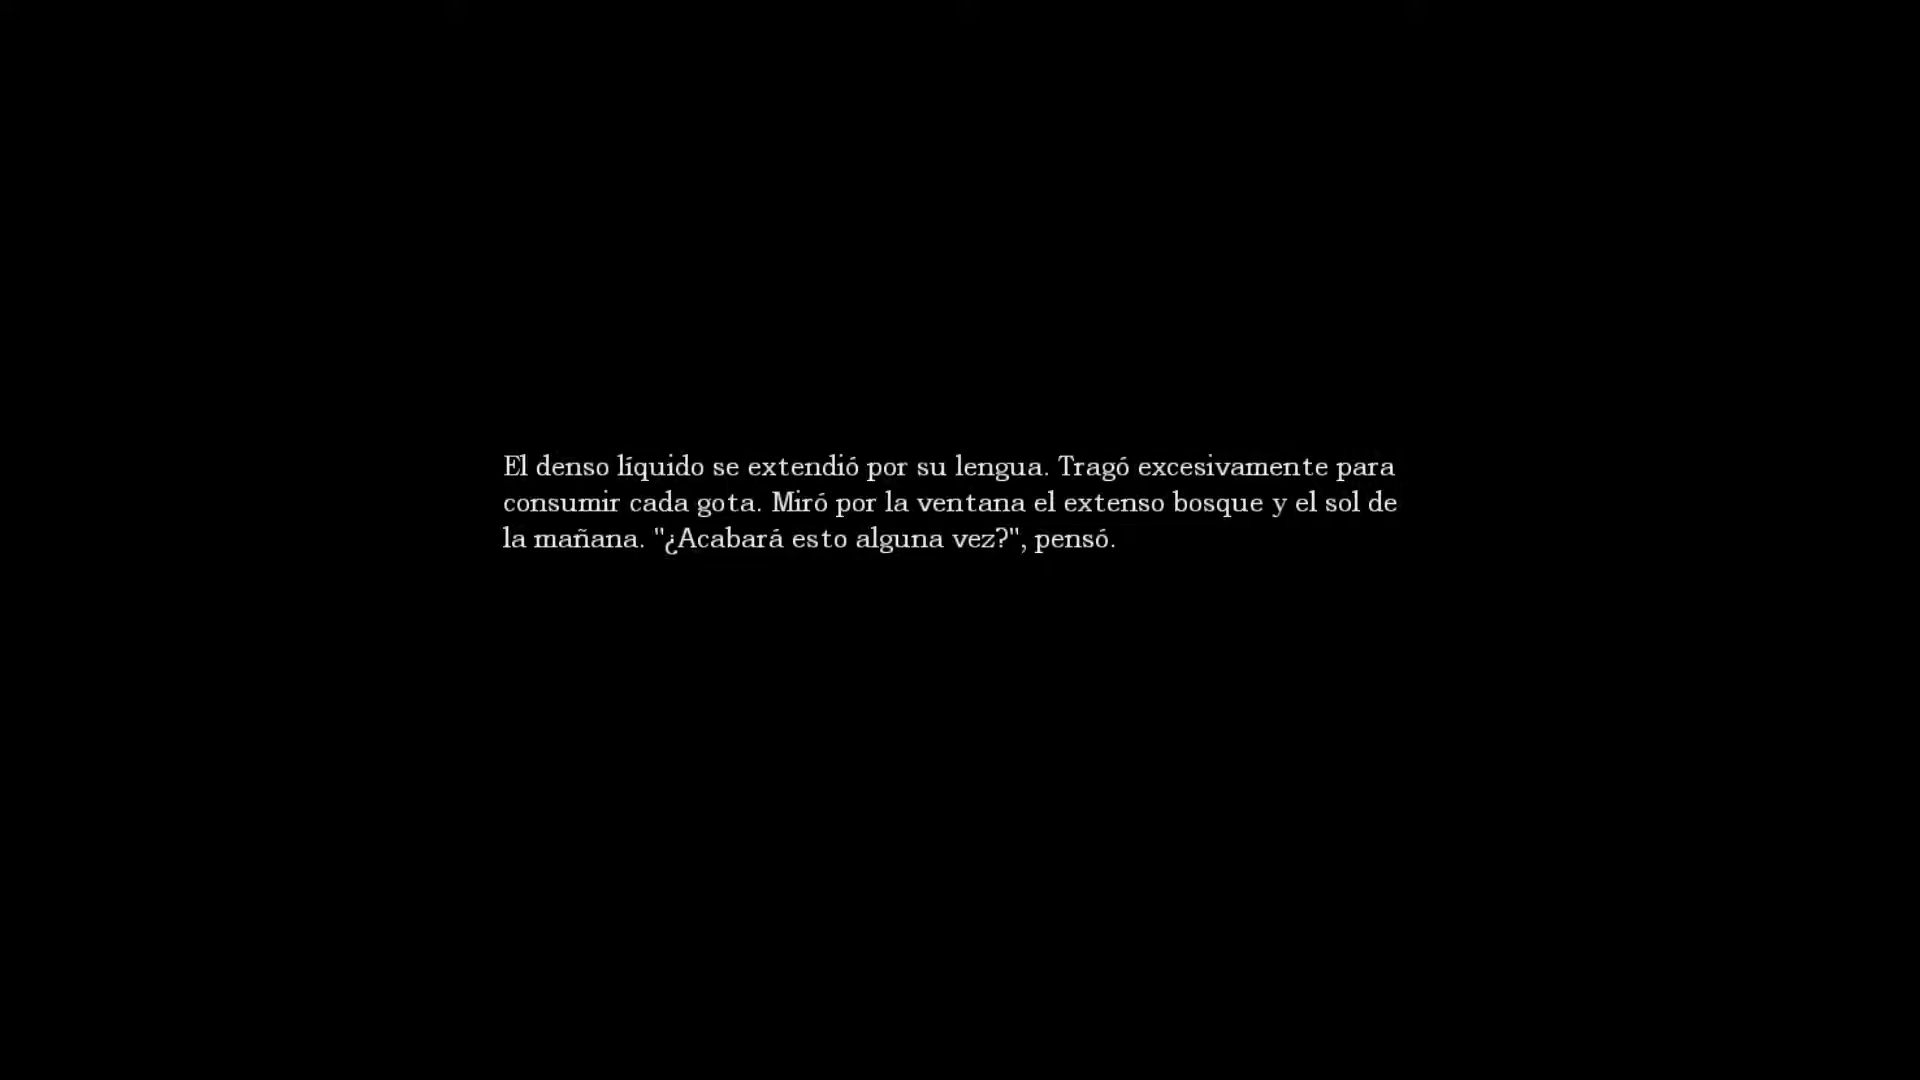 El denso líquido se extendió por su lengua. Tragó excesivamente para
consumir cada gota. Miró por la ventana el extenso bosque y el sol de
la mañana. "¿Acabará esto alguna vez?", pensó.